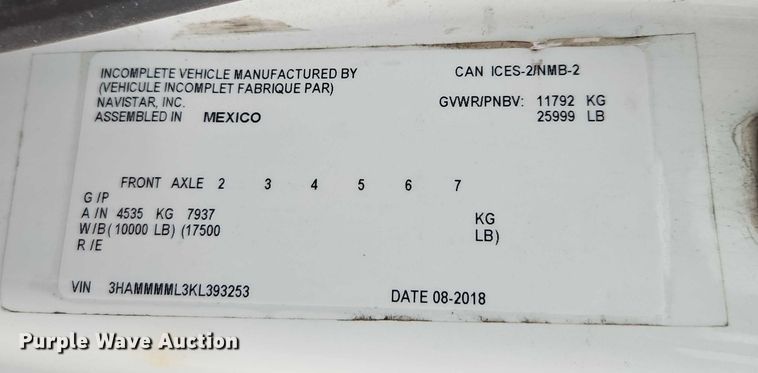 INCOMPLETE VEHICLE MANUFACTURED BY
(VEHICULE INCOMPLET FABRIQUE PAR)
NAVISTAR, INC.
ASSEMBLED IN MEXICO
CAN ICES-2/NMB-2
GVWR/PNBV: 11792 KG
25999 LB
FRONT AXLE 2 3 4 5 6 7
G /P
A /N 4535 KG 7937 KG
W/B( 10000 LB) (17500 LB)
R /E
VIN 3HAMMMML3KL393253
DATE 08-2018
Purple Wave Auction